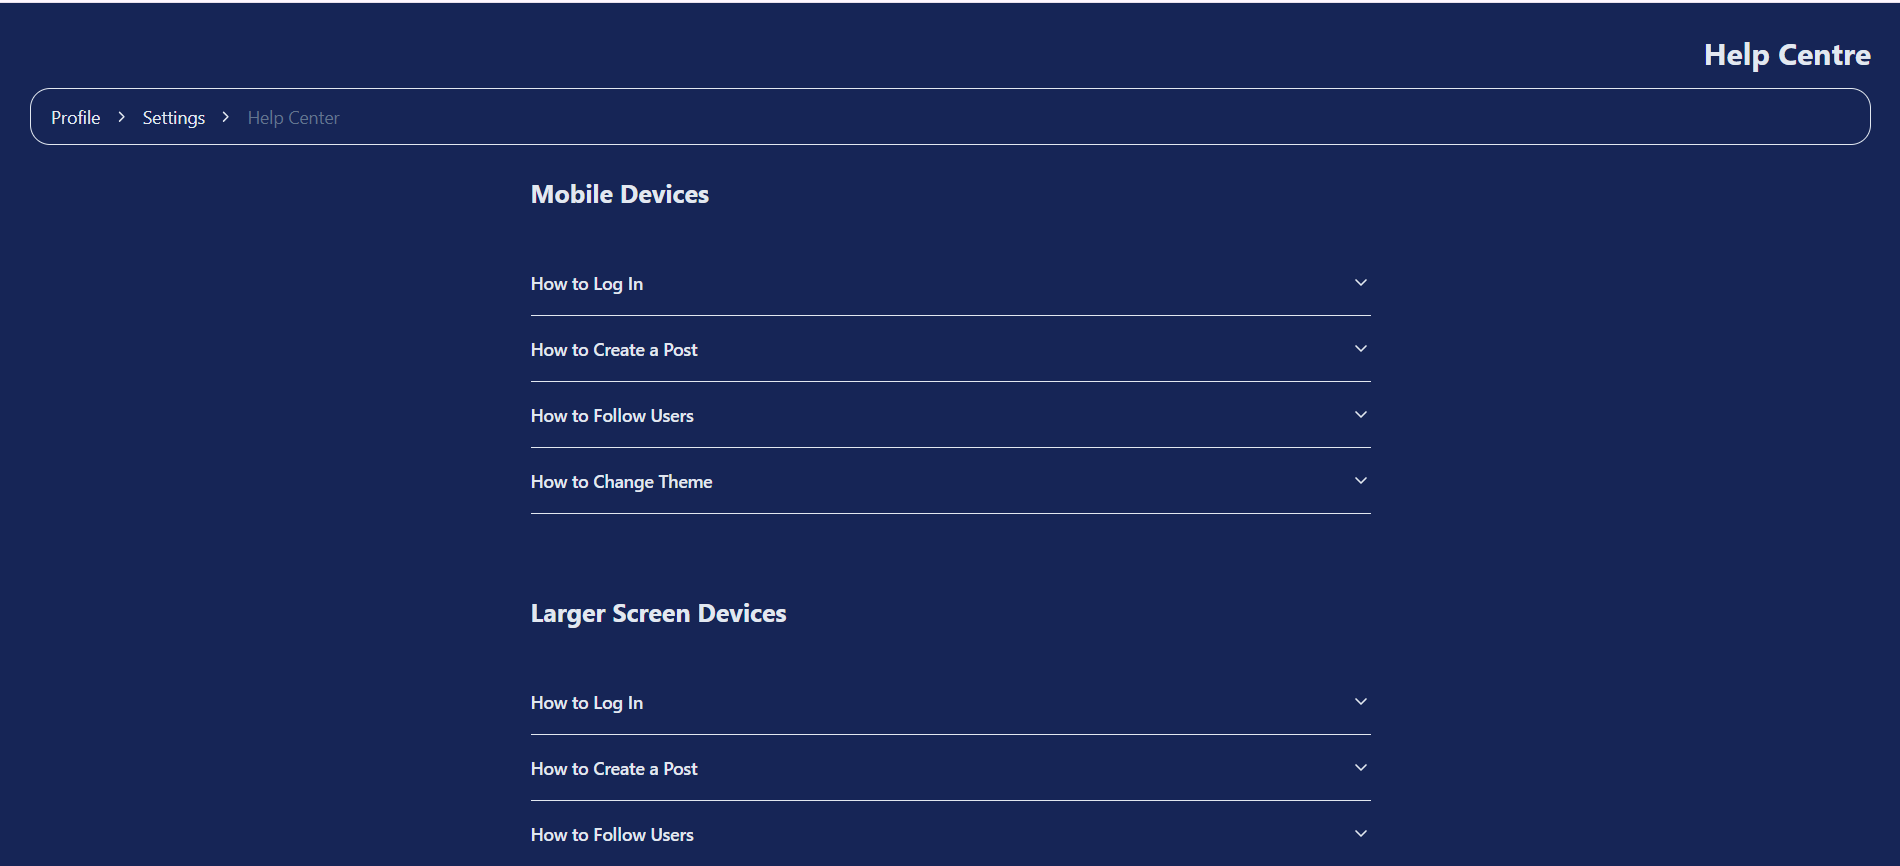 Help Centre
Profile Settings Help Center
Mobile Devices
How to Log In
How to Create a Post
How to Follow Users
How to Change Theme
Larger Screen Devices
How to Log In
How to Create a Post
How to Follow Users